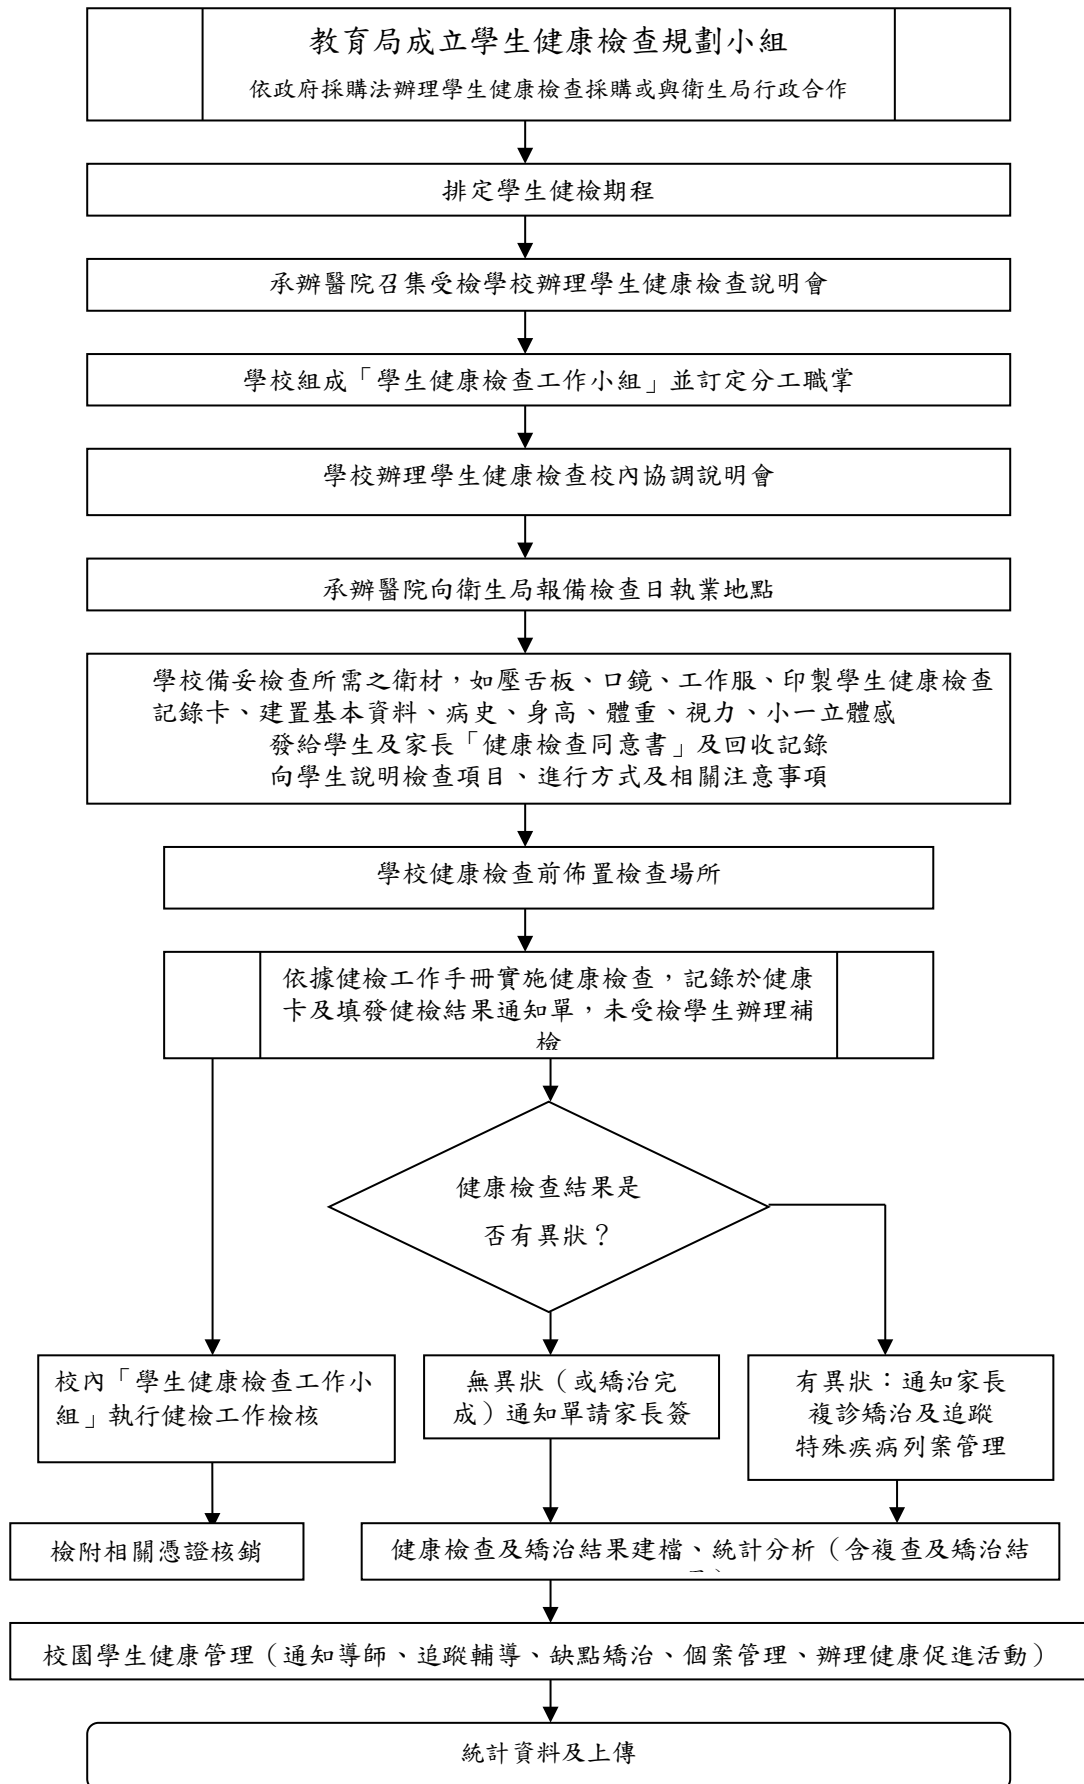 教育局成立學生健康檢查規劃小組
依政府採購法辦理學生健康檢查採購或與衛生局行政合作
排定學生健檢期程
承辦醫院召集受檢學校辦理學生健康檢查說明會
學校組成「學生健康檢查工作小組」並訂定分工職掌
學校辦理學生健康檢查校內協調說明會
承辦醫院向衛生局報備檢查日執業地點
學校備妥檢查所需之衛材，如壓舌板、口鏡、工作服、印製學生健康檢查
記錄卡、建置基本資料、病史、身高、體重、視力、小一立體感
發給學生及家長「健康檢查同意書」及回收記錄
向學生說明檢查項目、進行方式及相關注意事項
學校健康檢查前佈置檢查場所
依據健檢工作手冊實施健康檢查，記錄於健康
卡及填發健檢結果通知單，未受檢學生辦理補
檢
健康檢查結果是
否有異狀？
校內「學生健康檢查工作小
組」執行健檢工作檢核
無異狀（或矯治完
成）通知單請家長簽
有異狀：通知家長
複診矯治及追蹤
特殊疾病列案管理
檢附相關憑證核銷
健康檢查及矯治結果建檔、統計分析（含複查及矯治結
校園學生健康管理（通知導師、追蹤輔導、缺點矯治、個案管理、辦理健康促進活動）
統計資料及上傳